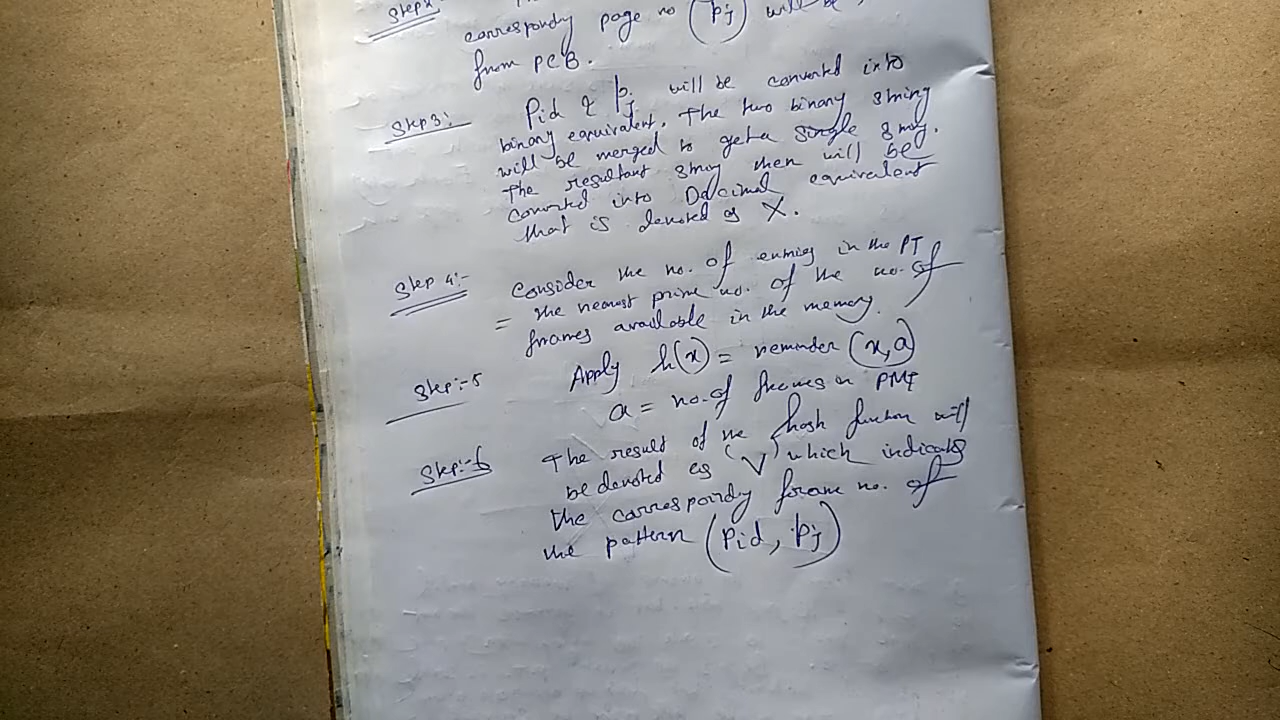 Step 2
correspondy page no (Pj) will be
from PCB.
Step 3:- Pid & Pj will be converted into
binary equivalent. The two binary string
will be merged to get a single string.
The resultant string then will be
Converted into Decimal equivalent
that is denoted as X.
Step 4:- Consider the no. of entries in the PT
= the nearest prime no. of the no. of
frames available in the memory.
Step:-5 Apply h(x) = reminder (x, a)
a = no. of frames in PMT
Step:-6 The result of the hash function will
be denoted as (V) which indicates
the correspondy frame no. of
the pattern (Pid, Pj)